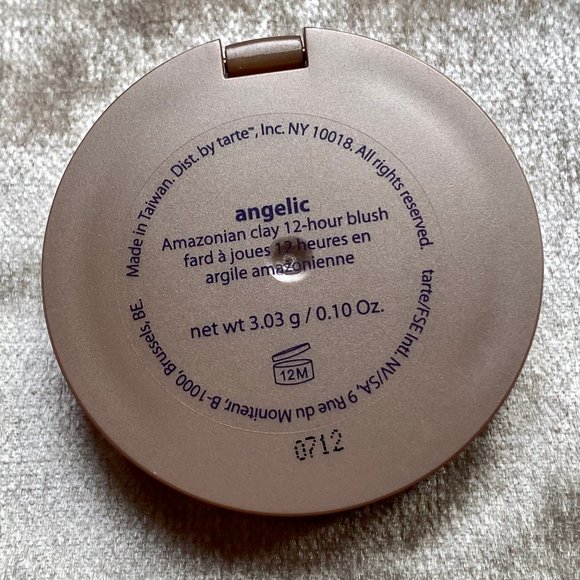 Made in Taiwan. Dist. by tarte™, Inc. NY 10018. All rights reserved.
angelic
Amazonian clay 12-hour blush
fard à joues 12 heures en
argile amazonienne
net wt 3.03 g / 0.10 Oz.
12M
tarte/FSE Intl. NV/SA, 9 Rue du Moniteur, B-1000, Brussels, BE
0712